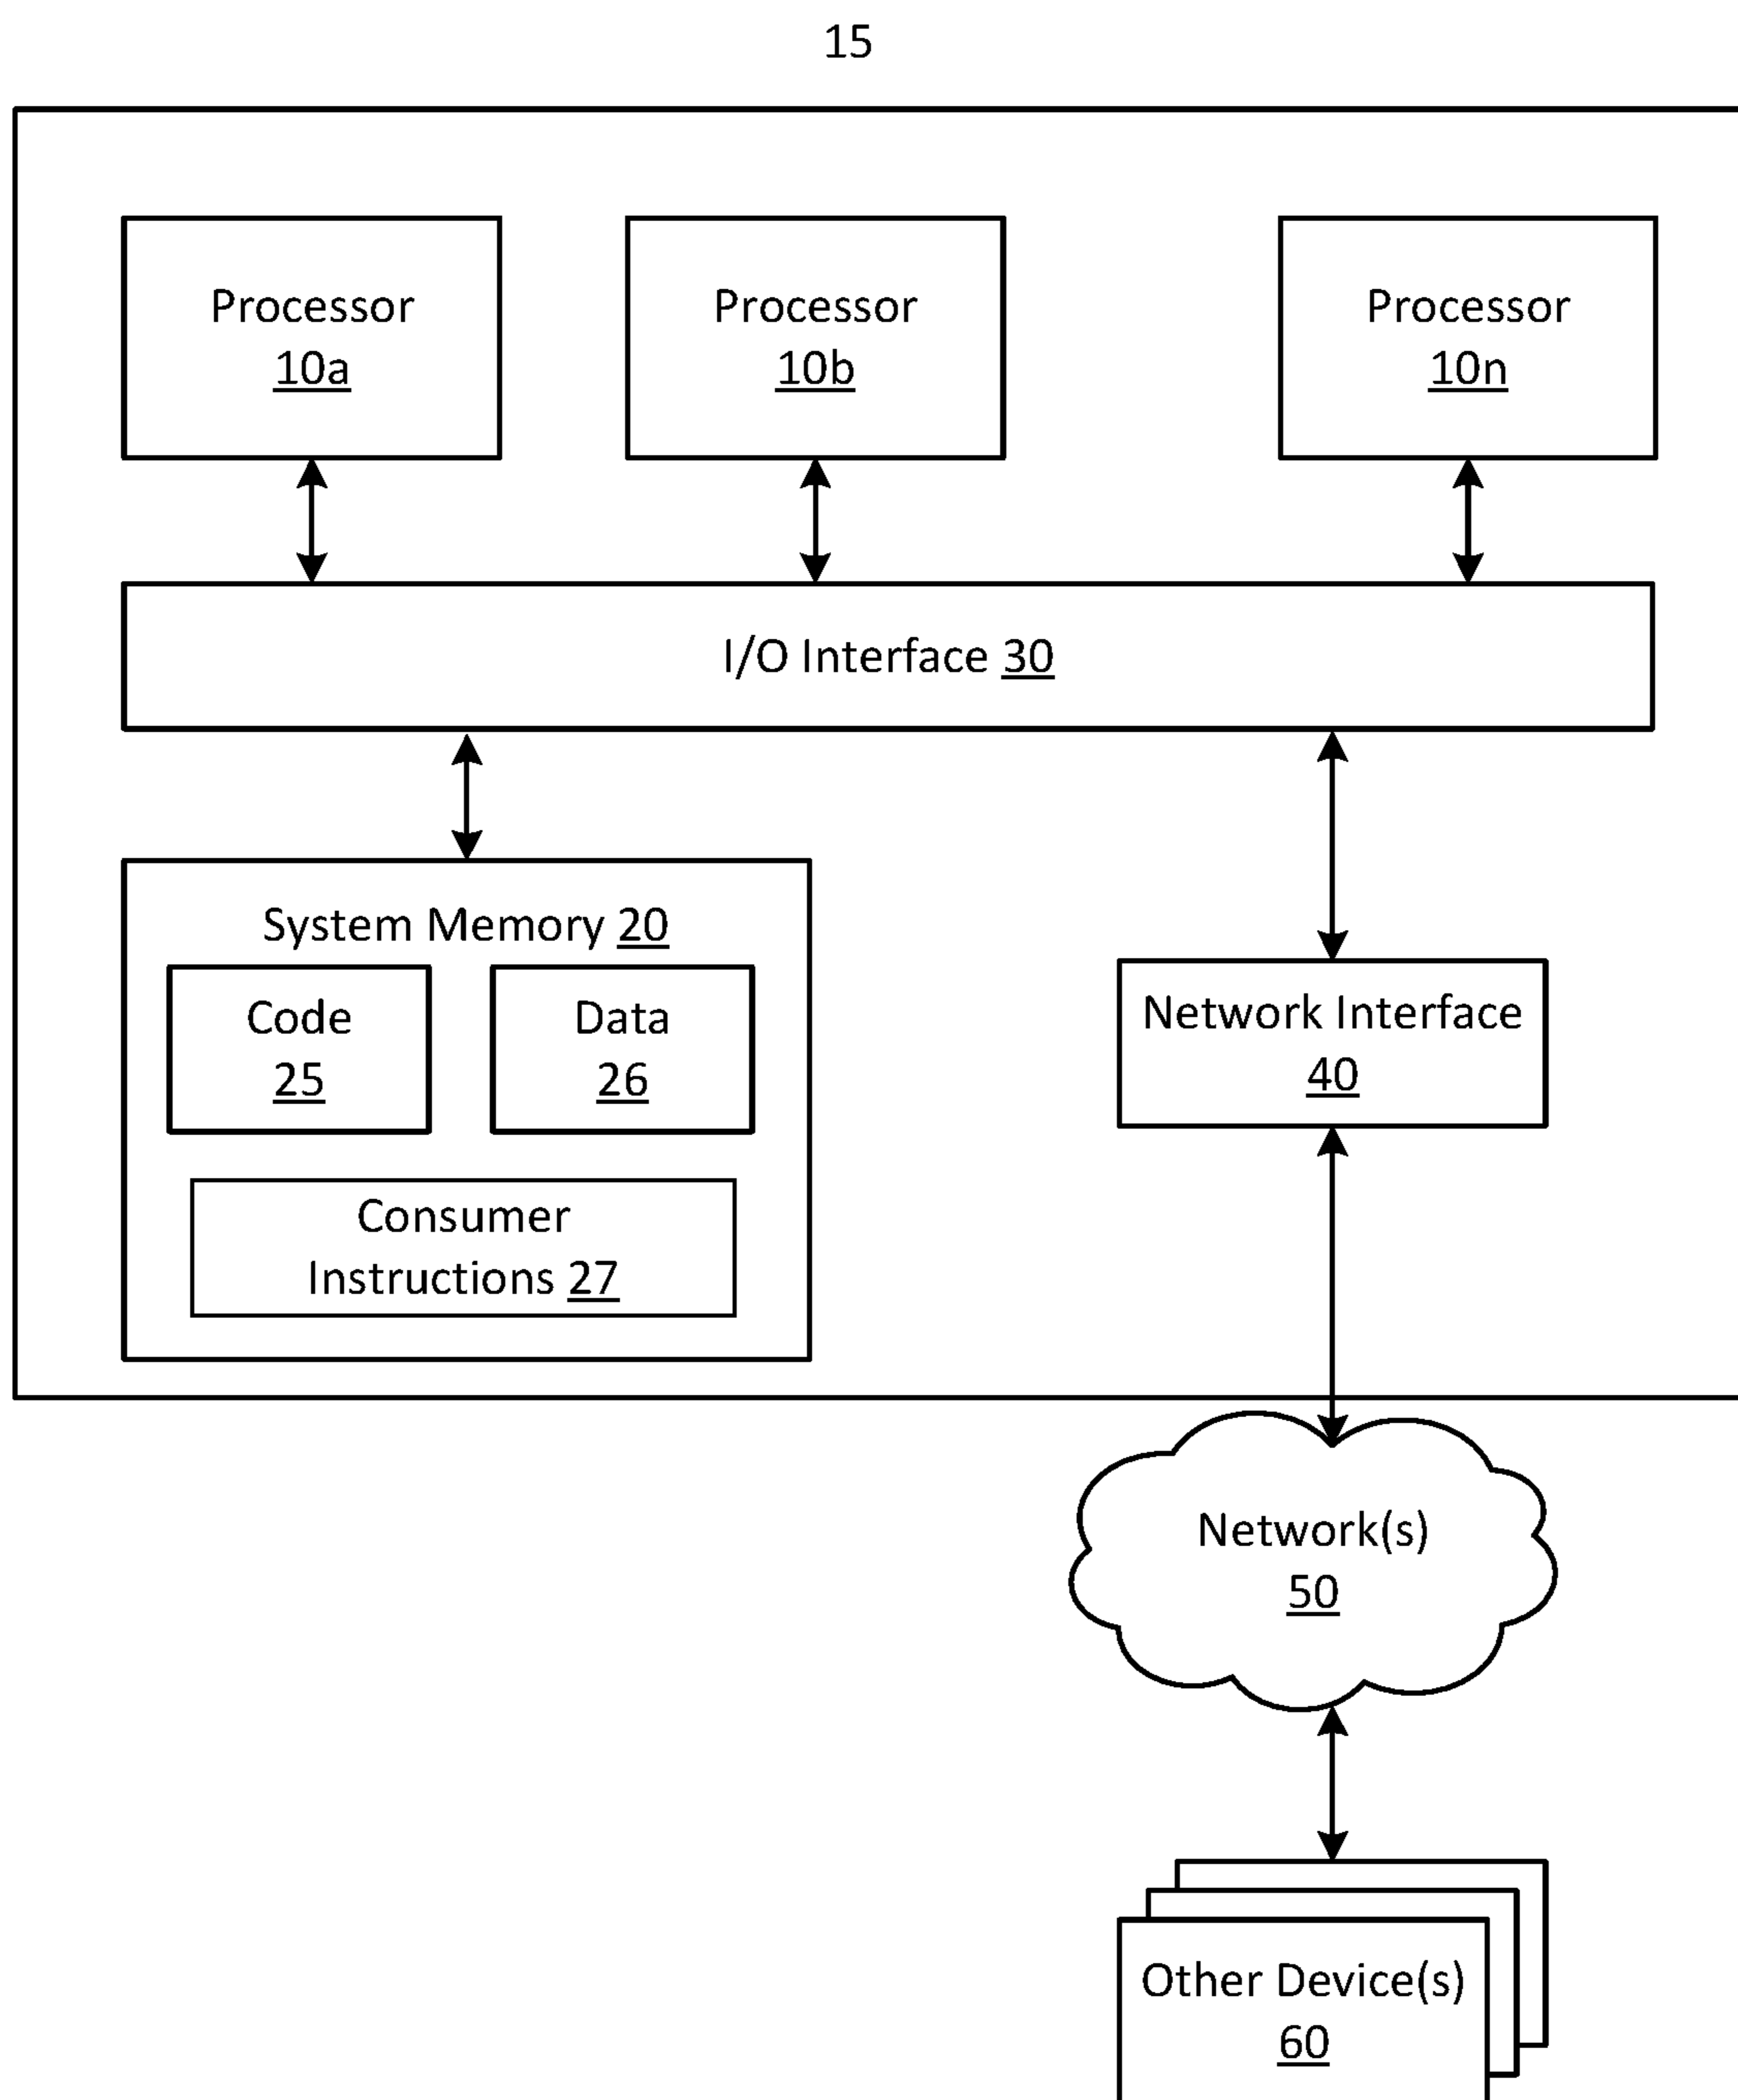 15
Processor
10a
Processor
10b
Processor
10n
I/O Interface 30
System Memory 20
Code
25
Data
26
Consumer
Instructions 27
Network Interface
40
Network(s)
50
Other Device(s)
60